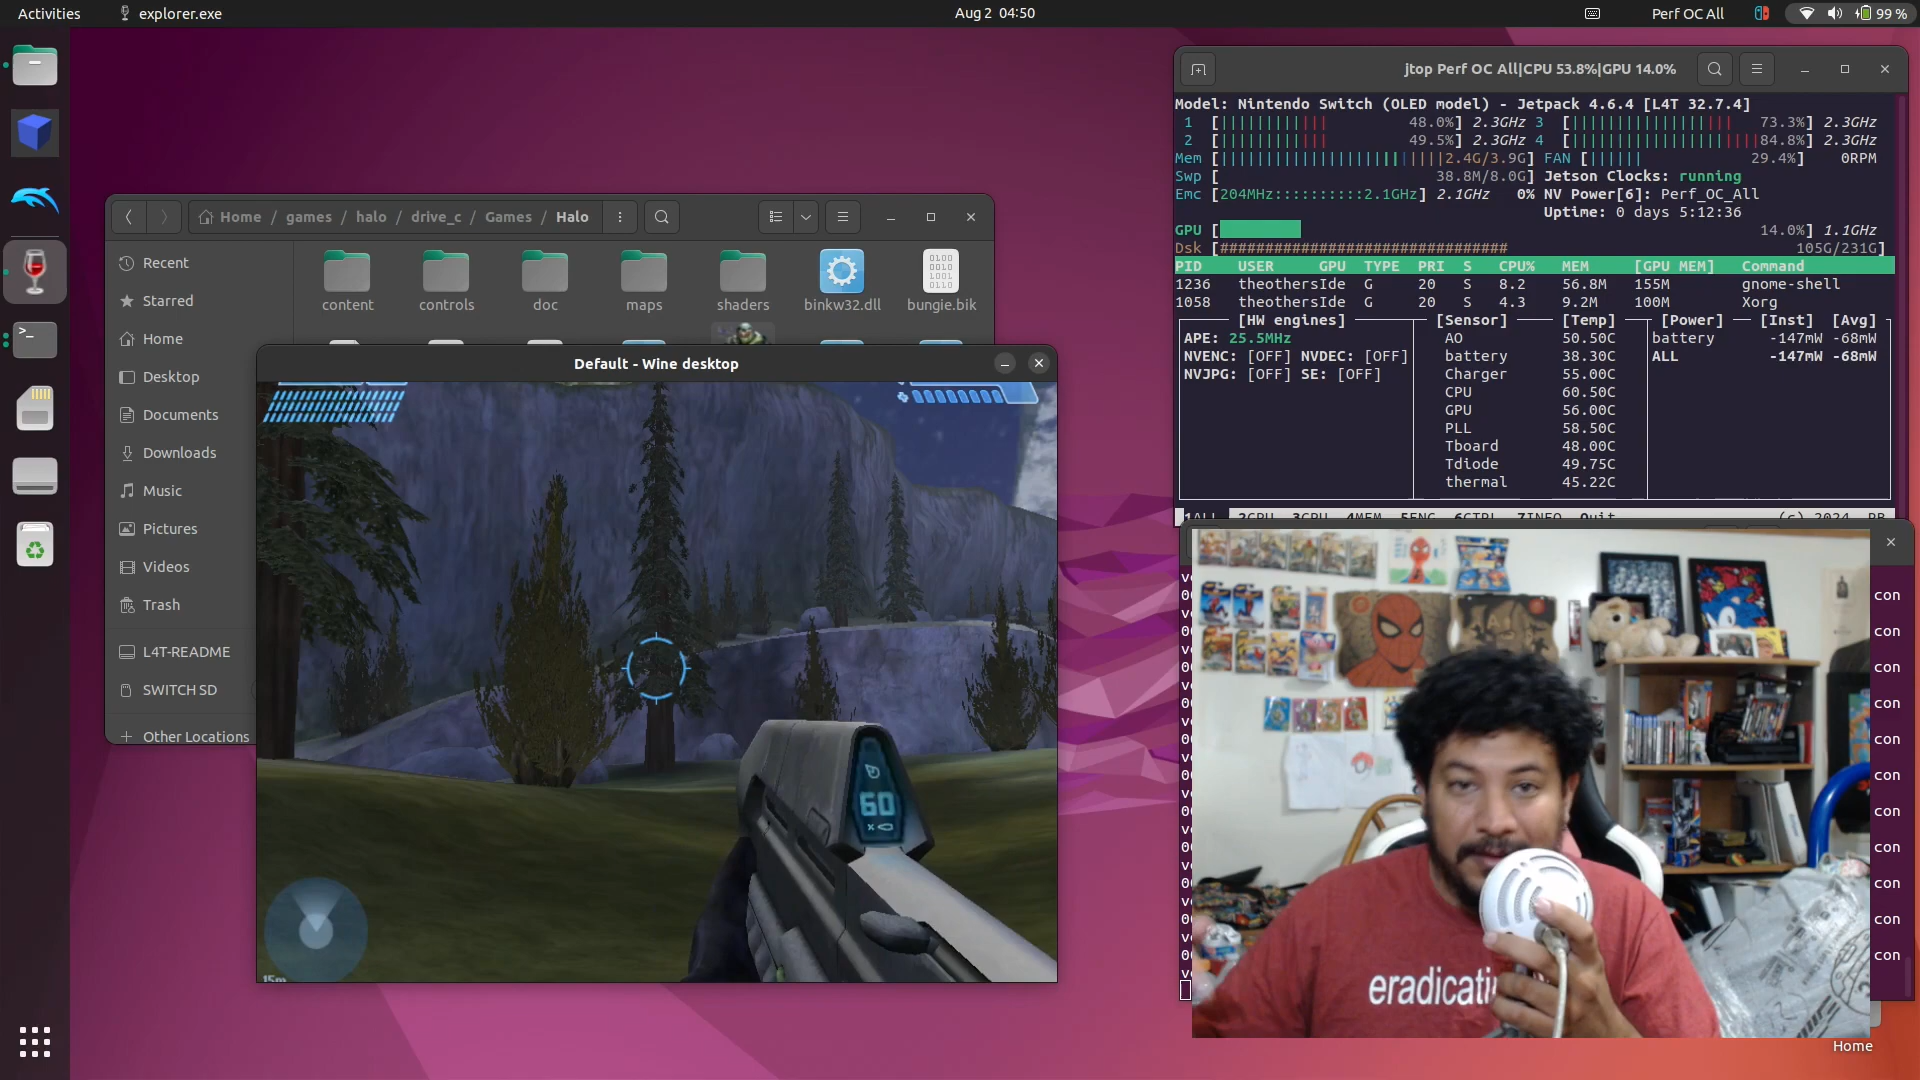 Activities
explorer.exe
Aug 2 04:50
Perf OC All
99 %
jtop Perf OC All|CPU 53.8%|GPU 14.0%
Model: Nintendo Switch (OLED model) - Jetpack 4.6.4 [L4T 32.7.4]
1 [ 48.0%] 2.3GHz 3 [ 73.3%] 2.3GHz
2 [ 49.5%] 2.3GHz 4 [ 84.8%] 2.3GHz
Mem [ 2.4G/3.9G] FAN [ 29.4%] 0RPM
Swp [ 38.8M/8.0G] Jetson Clocks: running
Emc [204MHz::::::::::2.1GHz] 2.1GHz 0% NV Power[6]: Perf_OC_All
Uptime: 0 days 5:12:36
GPU [ 14.0%] 1.1GHz
Dsk [################################ 105G/231G]
PID USER GPU TYPE PRI S CPU% MEM [GPU MEM] Command
1236 theothersIde G 20 S 8.2 56.8M 155M gnome-shell
1058 theothersIde G 20 S 4.3 9.2M 100M Xorg
[HW engines] [Sensor] [Temp] [Power] [Inst] [Avg]
APE: 25.5MHz AO 50.50C battery -147mW -68mW
NVENC: [OFF] NVDEC: [OFF] battery 38.30C ALL -147mW -68mW
NVJPG: [OFF] SE: [OFF] Charger 55.00C
CPU 60.50C
GPU 56.00C
PLL 58.50C
Tboard 48.00C
Tdiode 49.75C
thermal 45.22C
1ALL 2GPU 3CPU 4MEM 5ENG 6CTRL 7INFO Quit (c) 2024, RB
Home / games / halo / drive_c / Games / Halo
Recent
Starred
Home
Desktop
Documents
Downloads
Music
Pictures
Videos
Trash
L4T-README
SWITCH SD
Other Locations
content
controls
doc
maps
shaders
binkw32.dll
bungie.bik
Default - Wine desktop
60
15m
con
con
con
con
con
con
con
con
con
con
con
eradicati
Home